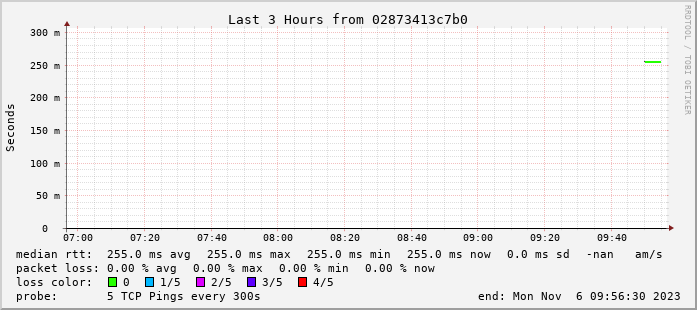 Last 3 Hours from 02873413c7b0
RRDTOOL / TOBI OETIKER
Seconds
300 m
250 m
200 m
150 m
100 m
50 m
0
07:00 07:20 07:40 08:00 08:20 08:40 09:00 09:20 09:40
median rtt: 255.0 ms avg 255.0 ms max 255.0 ms min 255.0 ms now 0.0 ms sd -nan am/s
packet loss: 0.00 % avg 0.00 % max 0.00 % min 0.00 % now
loss color: 0 1/5 2/5 3/5 4/5
probe: 5 TCP Pings every 300s end: Mon Nov 6 09:56:30 2023